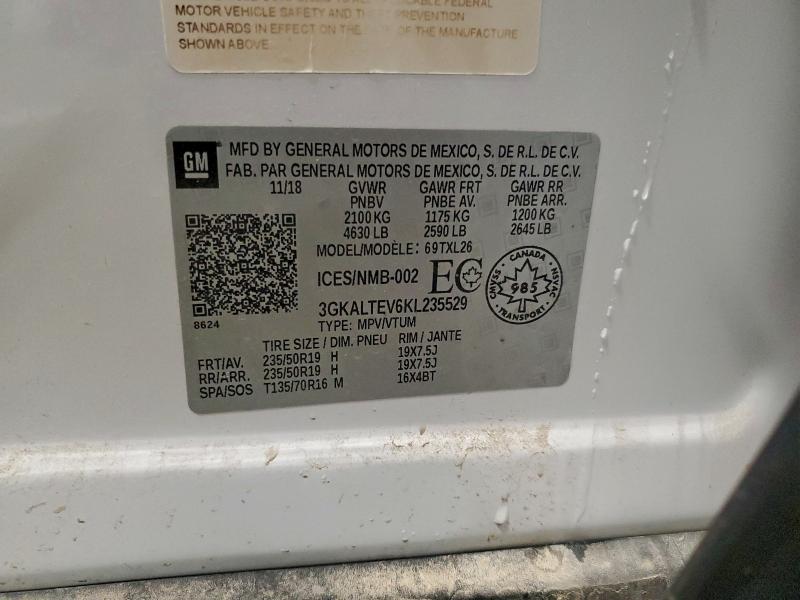 MOTOR VEHICLE SAFETY AND THEFT PREVENTION
STANDARDS IN EFFECT ON THE DATE OF THE MANUFACTURE
SHOWN ABOVE.
GM
MFD BY GENERAL MOTORS DE MEXICO, S. DE R.L. DE C.V.
FAB. PAR GENERAL MOTORS DE MEXICO, S. DE R.L. DE C.V.
11/18 GVWR GAWR FRT GAWR RR
PNBV PNBE AV. PNBE ARR.
2100 KG 1175 KG 1200 KG
4630 LB 2590 LB 2645 LB
MODEL/MODÈLE: 69TXL26
ICES/NMB-002 EC
CANADA
CMVSS 985 NSVAC
TRANSPORT
3GKALTEV6KL235529
8624
TYPE: MPV/VTUM
TIRE SIZE / DIM. PNEU RIM / JANTE
FRT/AV. 235/50R19 H 19X7.5J
RR/ARR. 235/50R19 H 19X7.5J
SPA/SOS T135/70R16 M 16X4BT